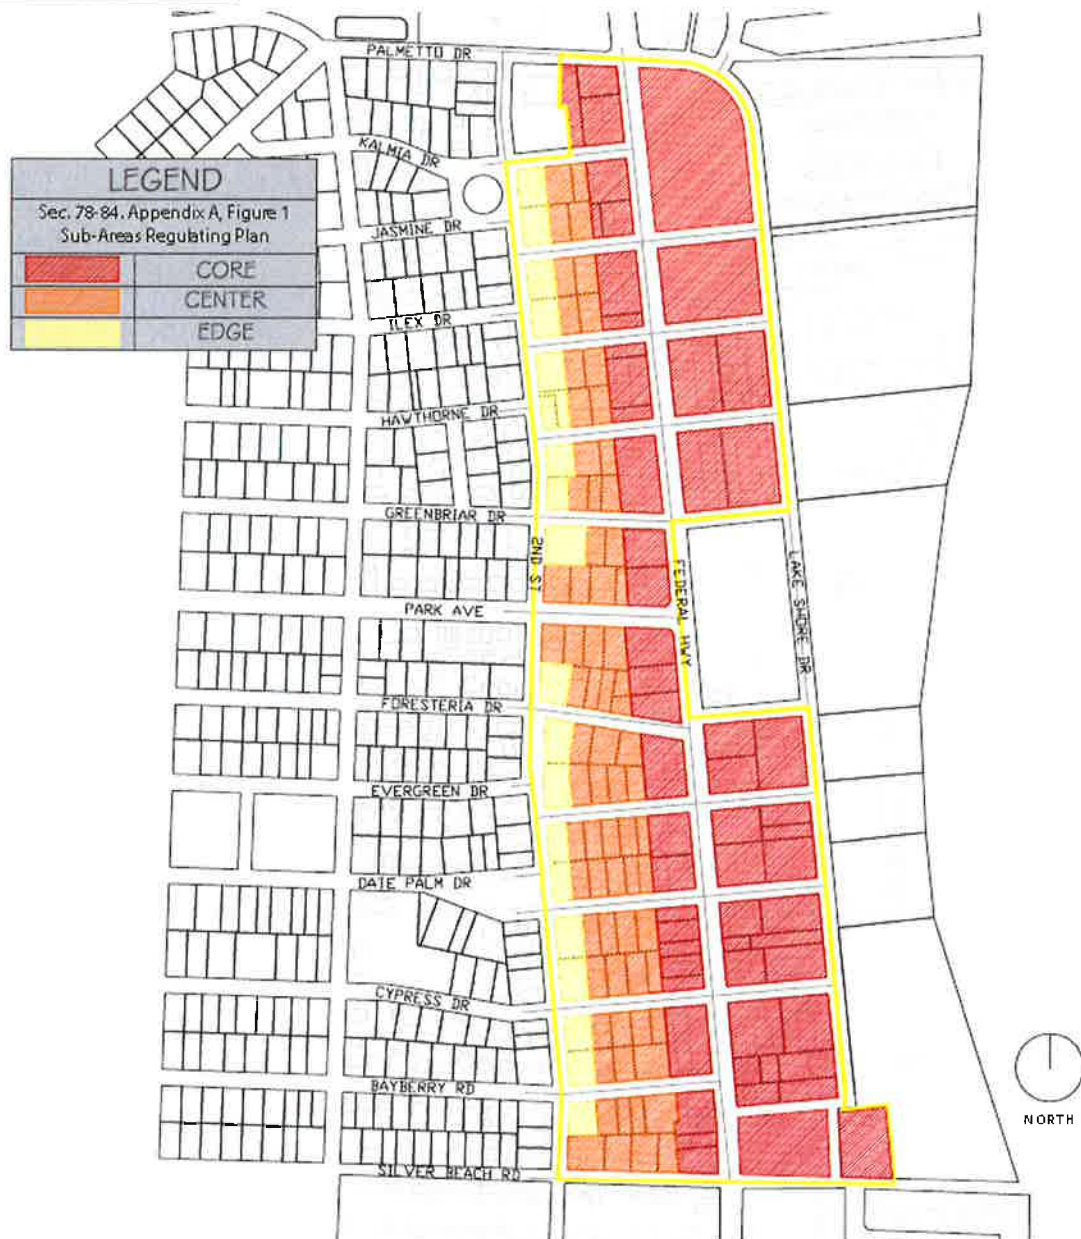 PALMETTO DR
KALMIA DR
LEGEND
Sec. 78-84. Appendix A, Figure 1
Sub-Areas Regulating Plan
CORE
CENTER
EDGE
JASMINE DR
ILEX DR
HAWTHORNE DR
GREENBRIAR DR
2ND ST
FEDERAL HWY
LAKE SHORE DR
PARK AVE
FORESTERIA DR
EVERGREEN DR
DATE PALM DR
CYPRESS DR
BAYBERRY RD
SILVER BEACH RD
NORTH